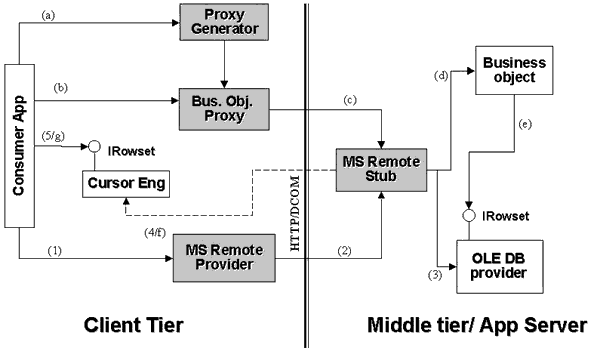 (a)
Proxy
Generator
(b)
Bus. Obj.
Proxy
(c)
(d)
Business
object
(e)
Consumer App
(5/g)
IRowset
Cursor Eng
MS Remote
Stub
HTTP/DCOM
IRowset
(4/f)
(1)
MS Remote
Provider
(2)
(3)
OLE DB
provider
Client Tier
Middle tier/ App Server